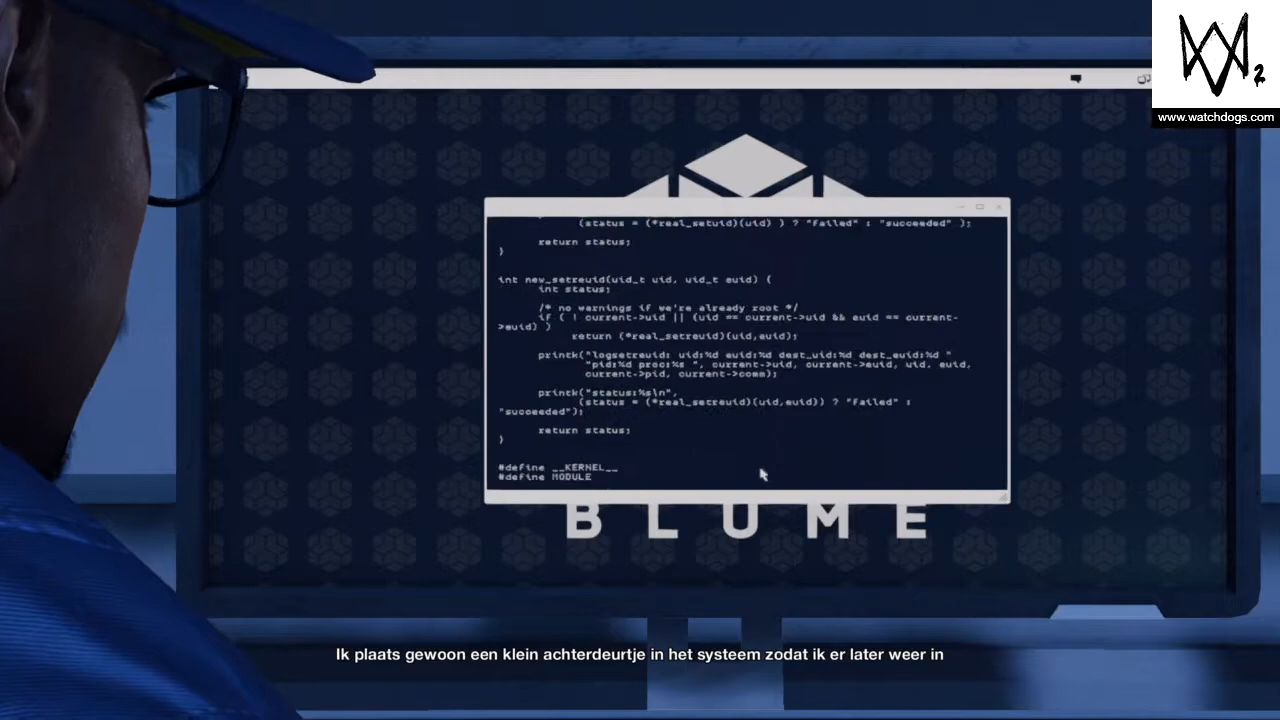 2
www.watchdogs.com
(status = (*real_setuid)(uid) ) ? "Failed" : "succeeded" );
return status;
}
int new_setreuid(uid_t uid, uid_t euid) {
int status;
/* no warnings if we're already root */
if ( ! current->uid || (uid == current->uid && euid == current-
>euid) )
return (*real_setreuid)(uid,euid);
printk("logsetreuid: uid:%d euid:%d dest_uid:%d dest_euid:%d "
"pid:%d proc:%s ", current->uid, current->euid, uid, euid,
current->pid, current->comm);
printk("status:%s\n",
(status = (*real_setreuid)(uid,euid)) ? "Failed" :
"succeeded");
return status;
}
#define __KERNEL__
#define MODULE
BLUME
Ik plaats gewoon een klein achterdeurtje in het systeem zodat ik er later weer in